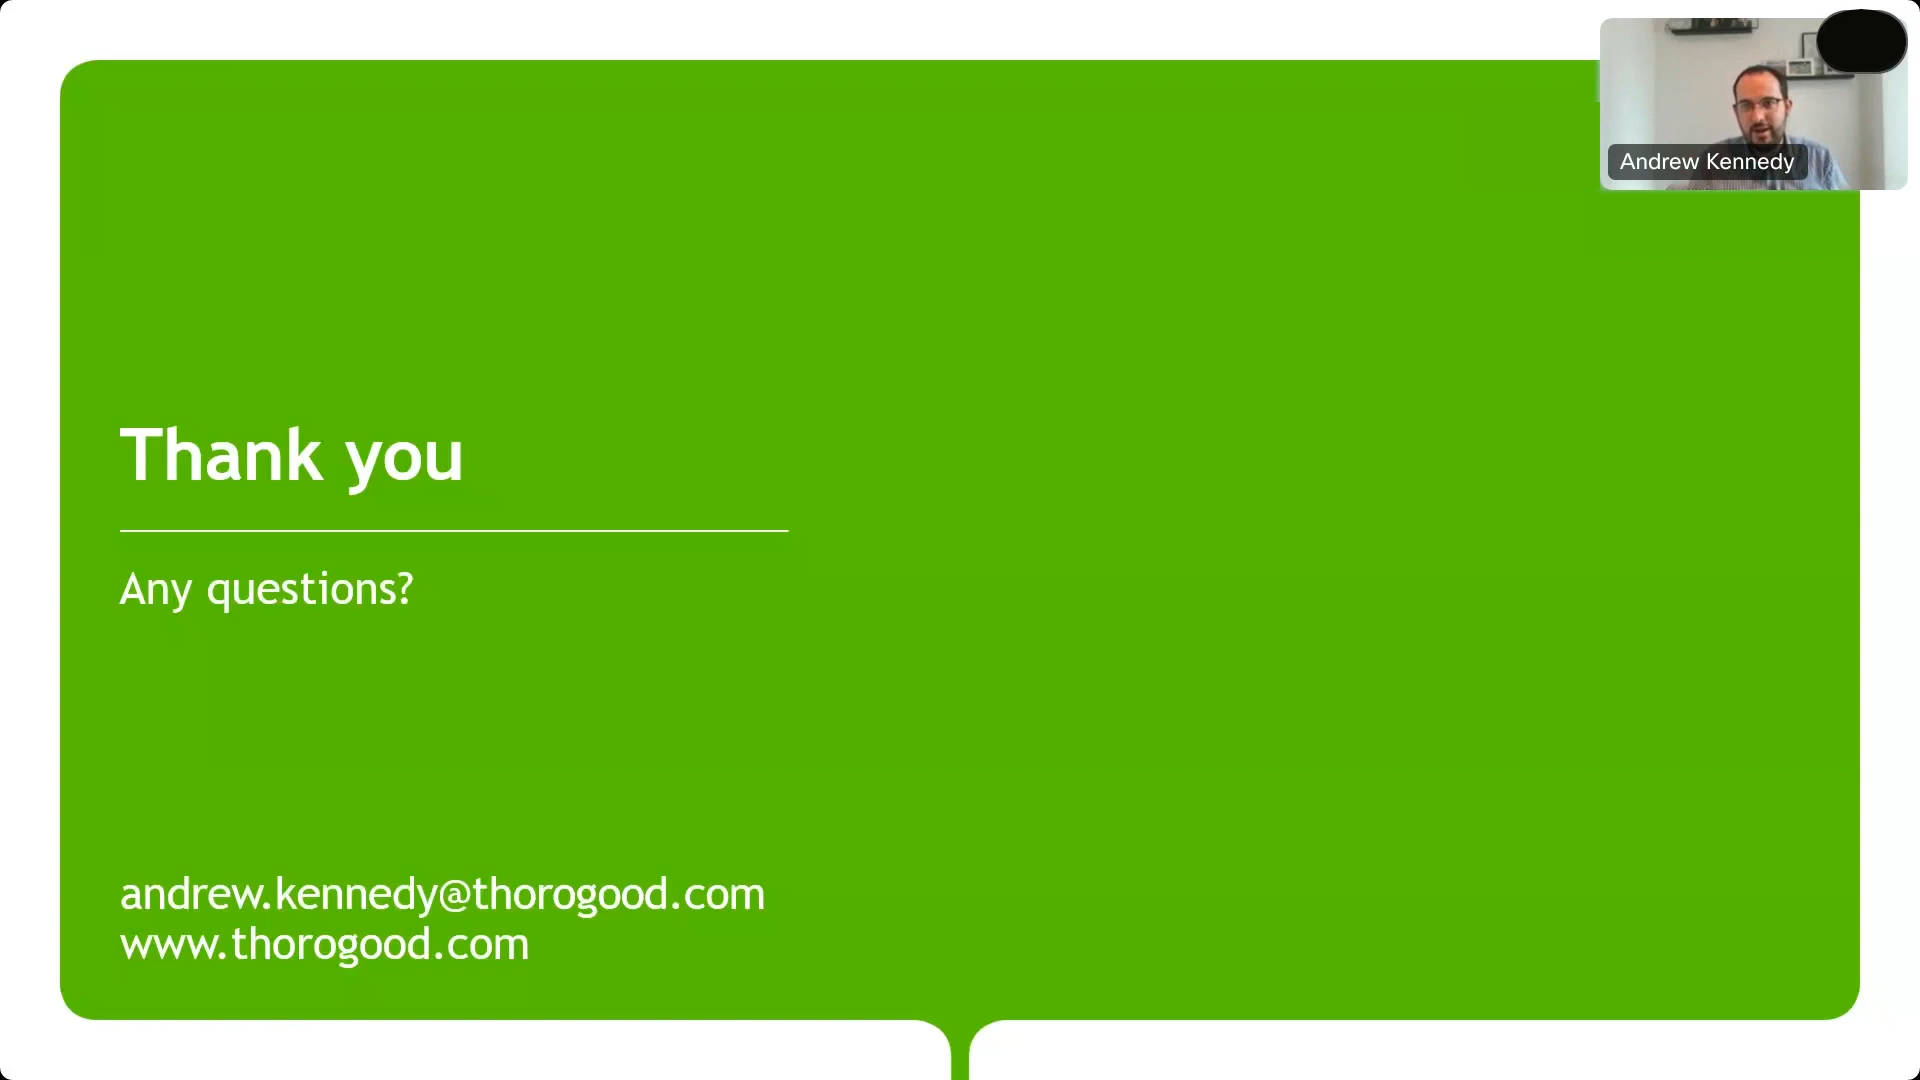 Andrew Kennedy
Thank you
Any questions?
andrew.kennedy@thorogood.com
www.thorogood.com